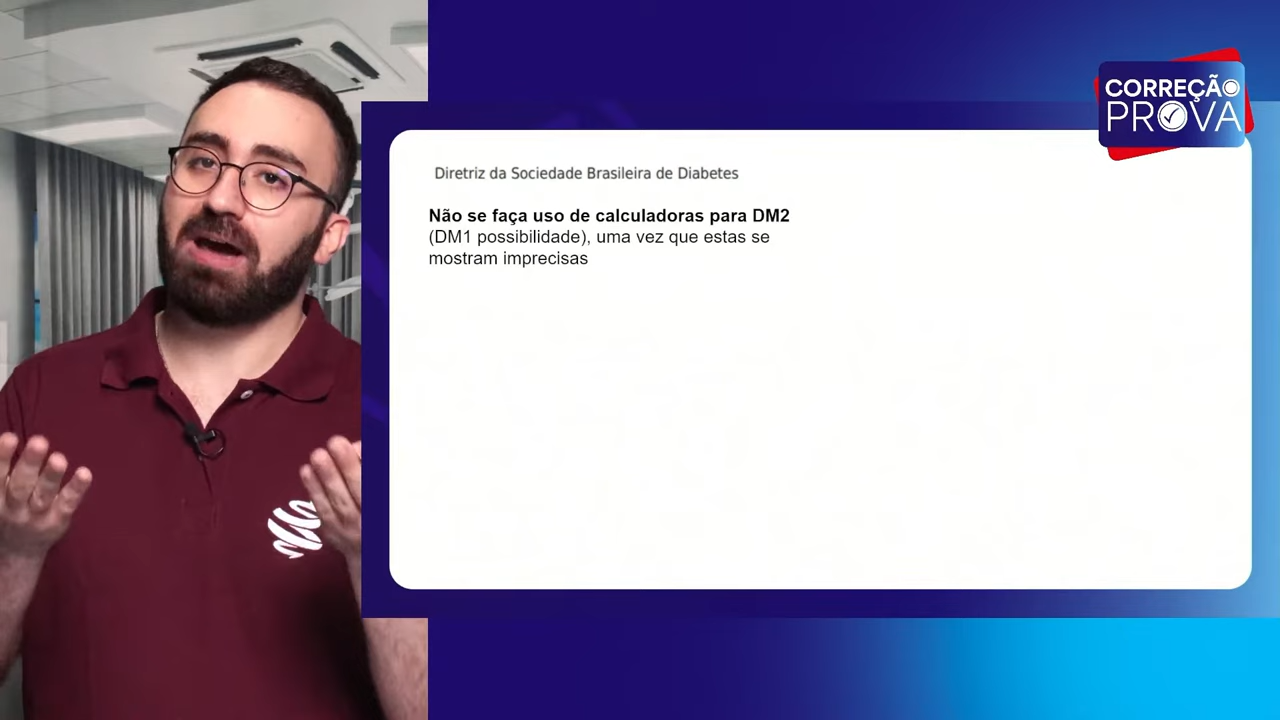 CORREÇÃO
PROVA
Diretriz da Sociedade Brasileira de Diabetes
Não se faça uso de calculadoras para DM2
(DM1 possibilidade), uma vez que estas se
mostram imprecisas